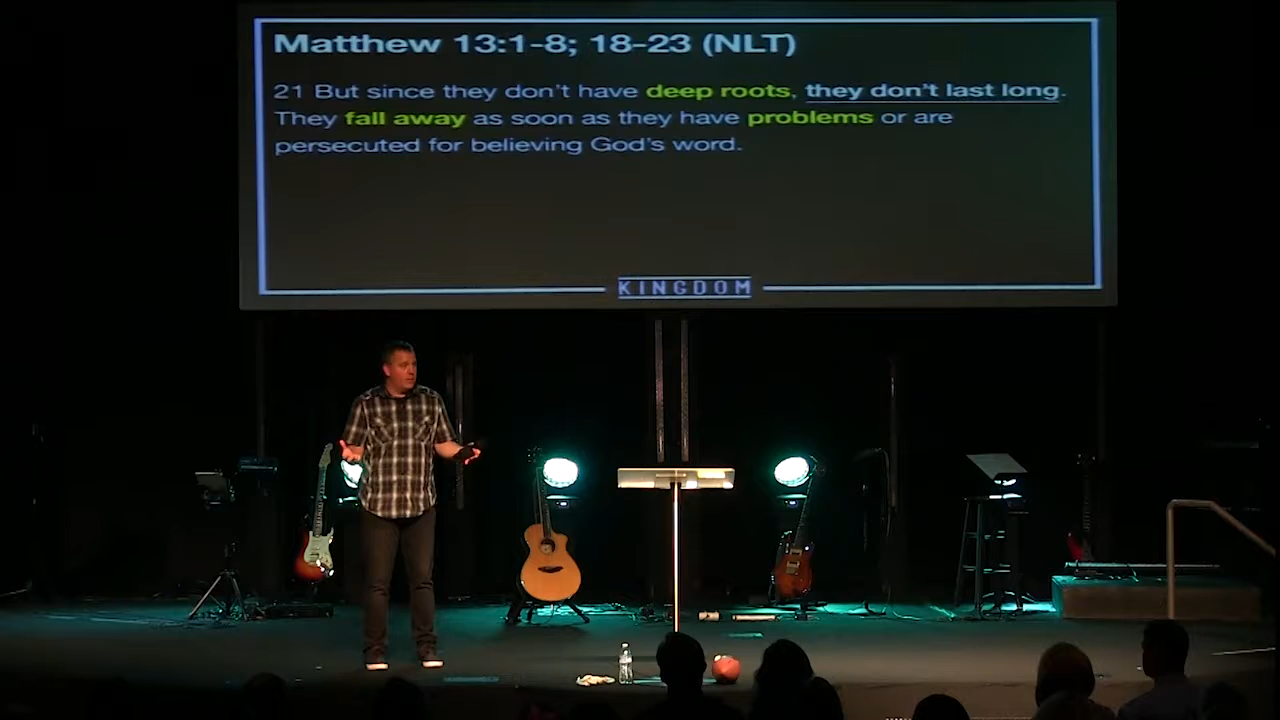 Matthew 13:1-8; 18-23 (NLT)
21 But since they don't have deep roots, they don't last long.
They fall away as soon as they have problems or are
persecuted for believing God's word.
KINGDOM